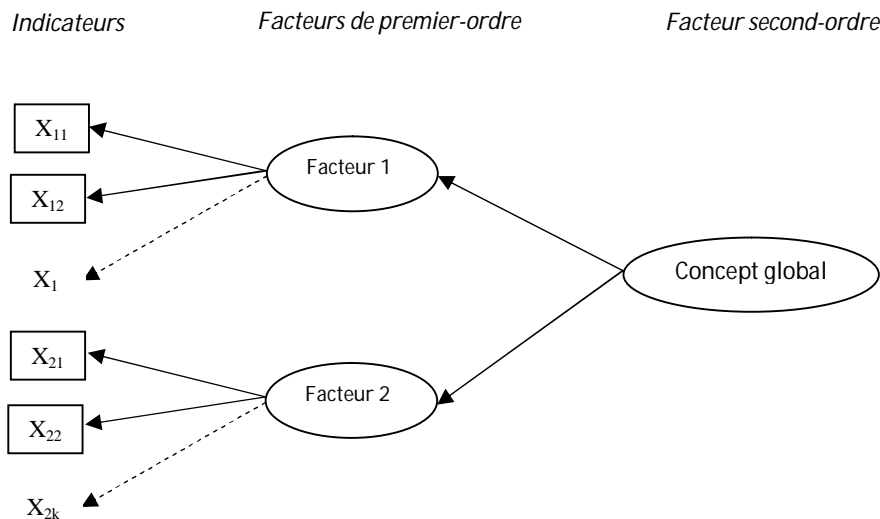 Indicateurs Facteurs de premier-ordre Facteur second-ordre
X₁₁
Facteur 1
X₁₂
Concept global
X₁
X₂₁
Facteur 2
X₂₂
X₂ₖ